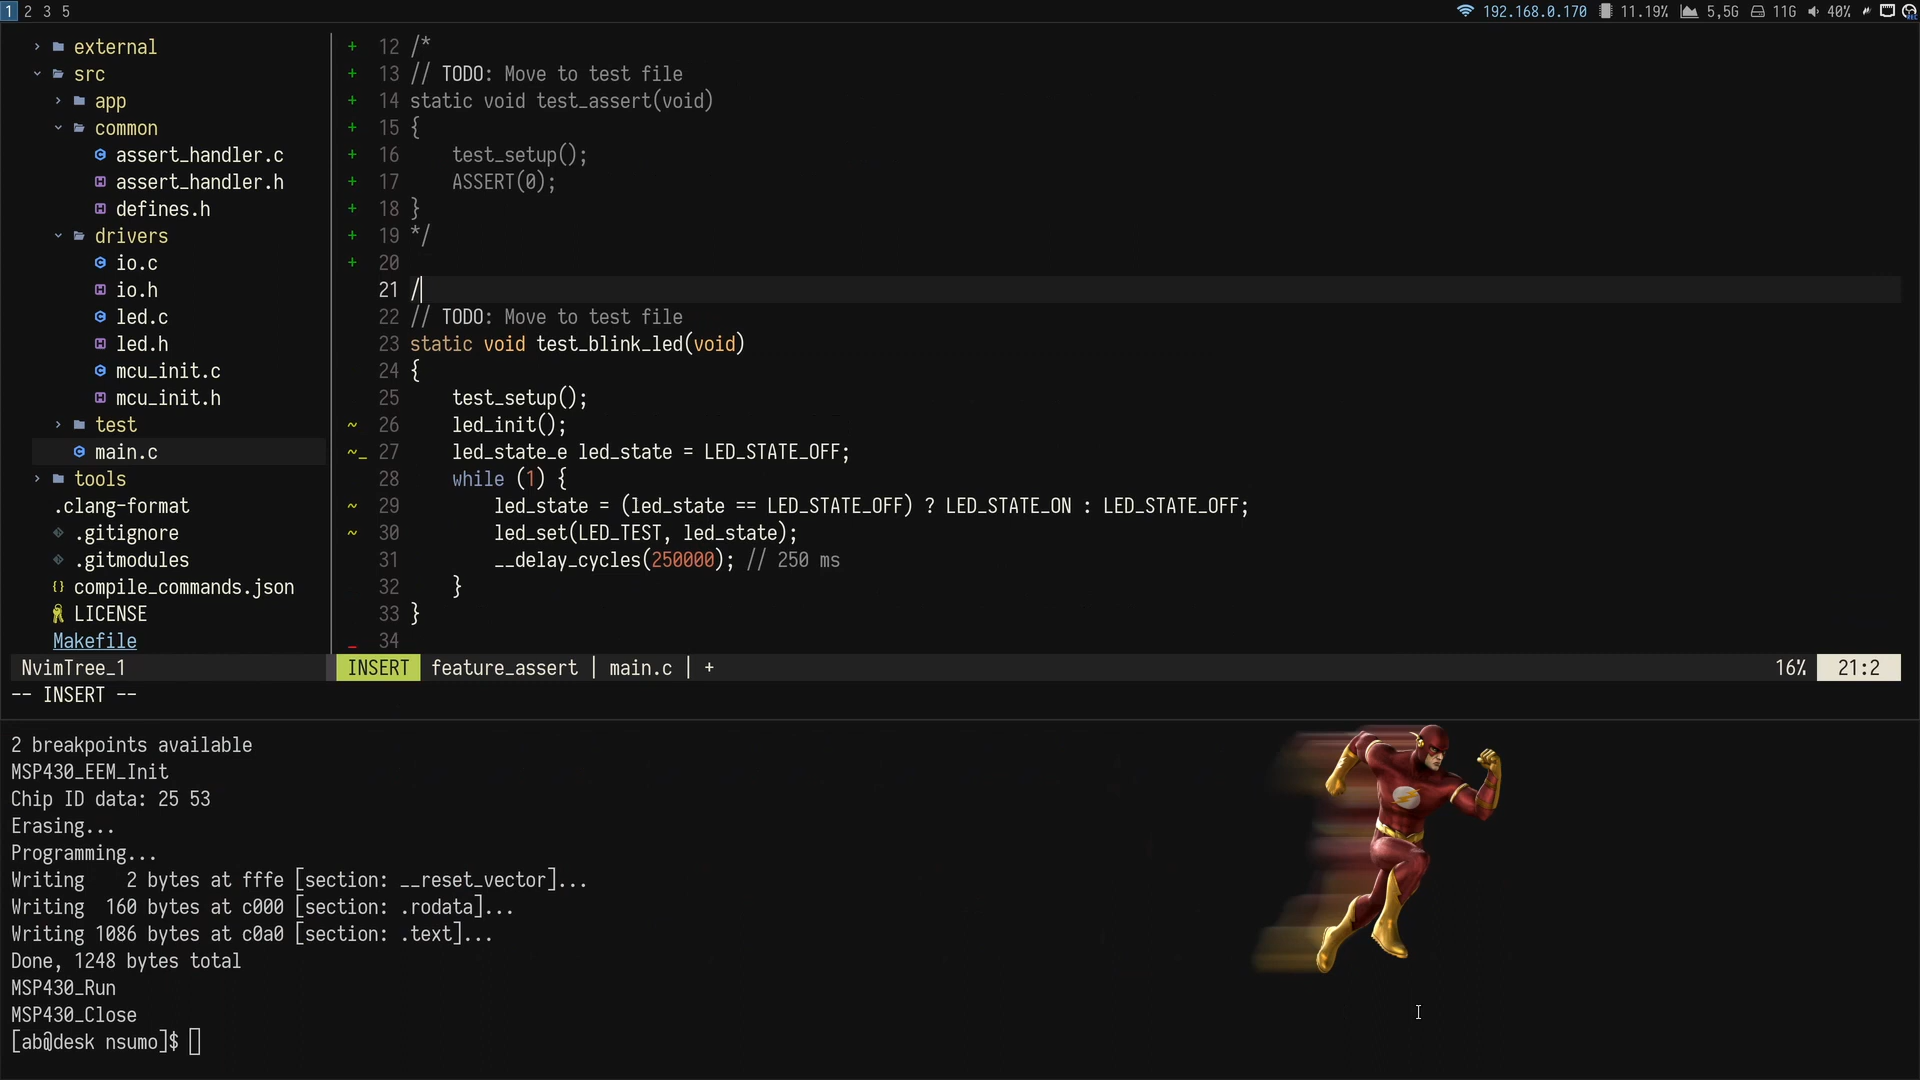 1 2 3 5 192.168.0.170 11.19% 5,5G 11G 40%
external
src
app
common
assert_handler.c
assert_handler.h
defines.h
drivers
io.c
io.h
led.c
led.h
mcu_init.c
mcu_init.h
test
main.c
tools
.clang-format
.gitignore
.gitmodules
compile_commands.json
LICENSE
Makefile
+ 12 /*
+ 13 // TODO: Move to test file
+ 14 static void test_assert(void)
+ 15 {
+ 16     test_setup();
+ 17     ASSERT(0);
+ 18 }
+ 19 */
+ 20
21 /
22 // TODO: Move to test file
23 static void test_blink_led(void)
24 {
25     test_setup();
~ 26     led_init();
~_ 27     led_state_e led_state = LED_STATE_OFF;
28     while (1) {
~ 29         led_state = (led_state == LED_STATE_OFF) ? LED_STATE_ON : LED_STATE_OFF;
~ 30         led_set(LED_TEST, led_state);
31         __delay_cycles(250000); // 250 ms
32     }
33 }
_ 34
NvimTree_1 INSERT feature_assert | main.c | + 16% 21:2
-- INSERT --
2 breakpoints available
MSP430_EEM_Init
Chip ID data: 25 53
Erasing...
Programming...
Writing    2 bytes at fffe [section: __reset_vector]...
Writing  160 bytes at c000 [section: .rodata]...
Writing 1086 bytes at c0a0 [section: .text]...
Done, 1248 bytes total
MSP430_Run
MSP430_Close
[ab@desk nsumo]$